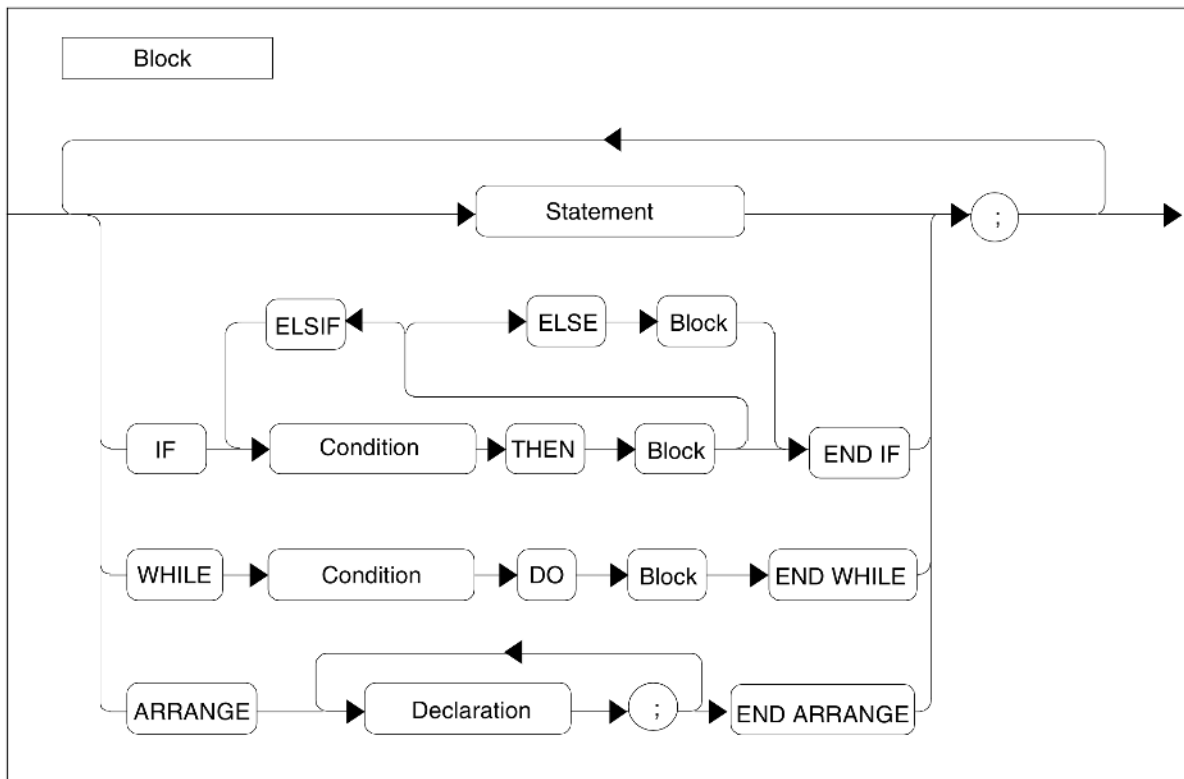 Block
Statement ;
ELSIF ELSE Block
IF Condition THEN Block END IF
WHILE Condition DO Block END WHILE
ARRANGE Declaration ; END ARRANGE